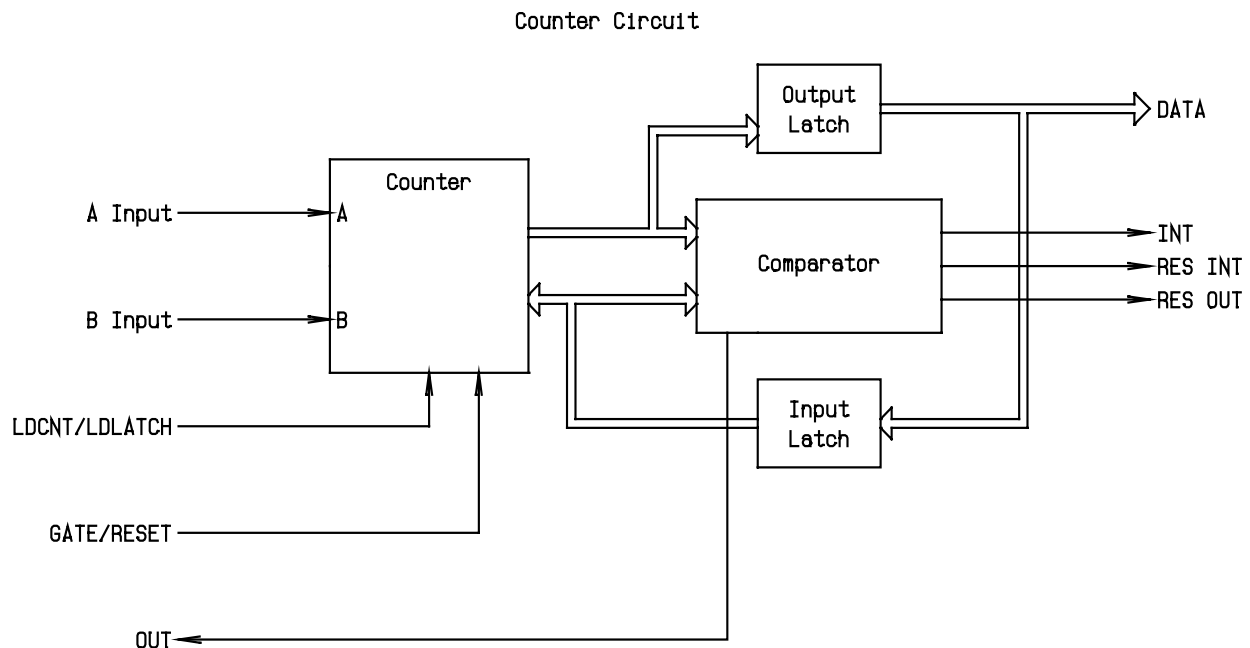 Counter Circuit
Output
Latch
DATA
Counter
A Input
A
Comparator
INT
RES INT
RES OUT
B Input
B
Input
Latch
LDCNT/LDLATCH
GATE/RESET
OUT